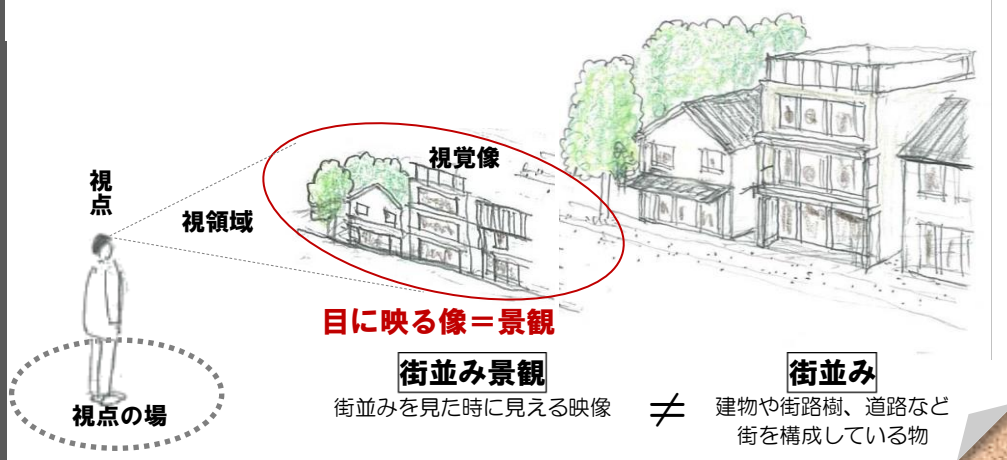 視点
視領域
視覚像
目に映る像＝景観
視点の場
街並み景観
街並みを見た時に見える映像
≠
街並み
建物や街路樹、道路など
街を構成している物